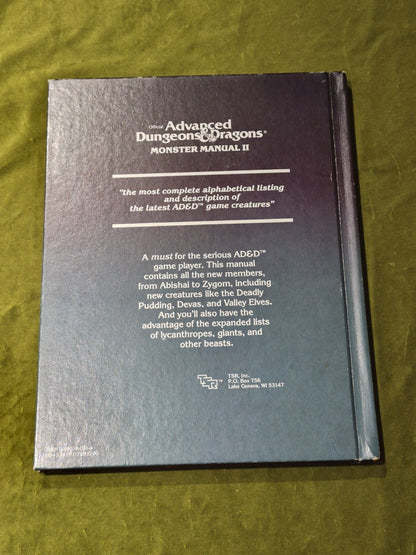 Official Advanced
Dungeons & Dragons®
MONSTER MANUAL II
"the most complete alphabetical listing
and description of
the latest AD&D™ game creatures"
A must for the serious AD&D™
game player. This manual
contains all the new members,
from Abishai to Zygom, including
new creatures like the Deadly
Pudding, Devas, and Valley Elves.
And you'll also have the
advantage of the expanded lists
of lycanthropes, giants, and
other beasts.
TSR, Inc.
P.O. Box 756
Lake Geneva, WI 53147